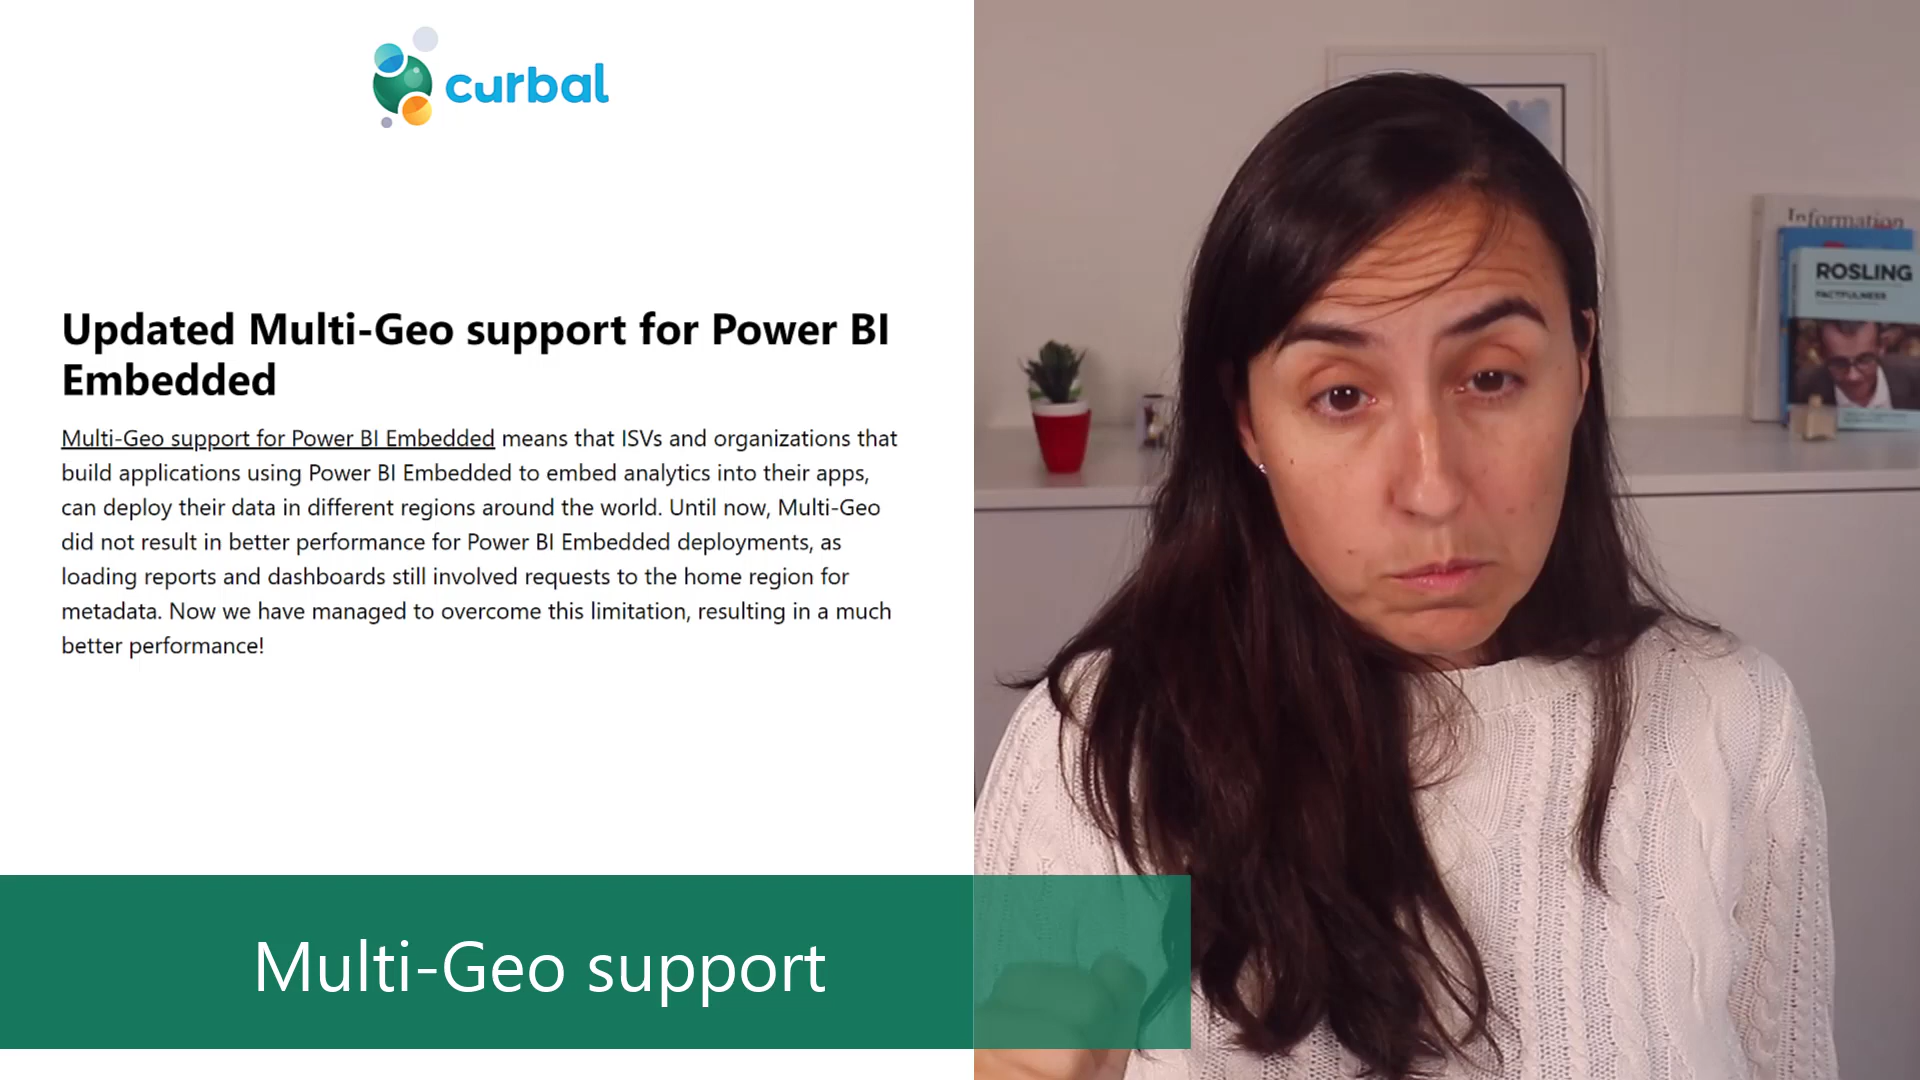 curbal
Updated Multi-Geo support for Power BI
Embedded
Multi-Geo support for Power BI Embedded means that ISVs and organizations that
build applications using Power BI Embedded to embed analytics into their apps,
can deploy their data in different regions around the world. Until now, Multi-Geo
did not result in better performance for Power BI Embedded deployments, as
loading reports and dashboards still involved requests to the home region for
metadata. Now we have managed to overcome this limitation, resulting in a much
better performance!
Multi-Geo support
Information
ROSLING
FACTFULNESS